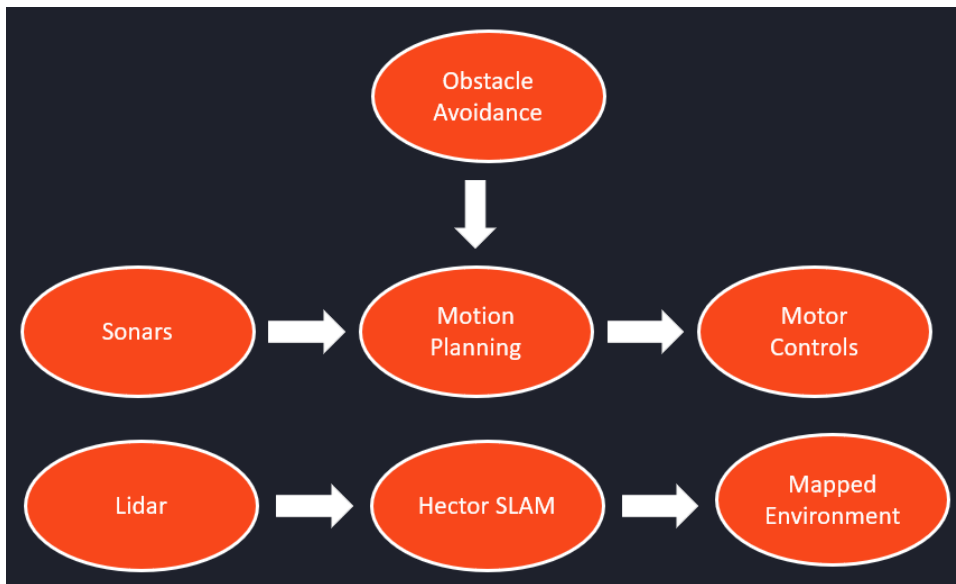 Obstacle
Avoidance
Sonars
Motion
Planning
Motor
Controls
Lidar
Hector SLAM
Mapped
Environment